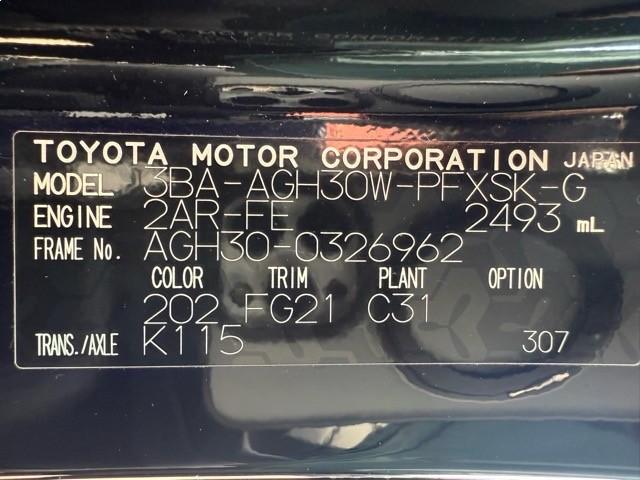 TOYOTA MOTOR CORPORATION JAPAN
MODEL 3BA-AGH30W-PFXSK-G
ENGINE 2AR-FE 2493 mL
FRAME No. AGH30-0326962
COLOR TRIM PLANT OPTION
202 FG21 C31
TRANS./AXLE K115 307